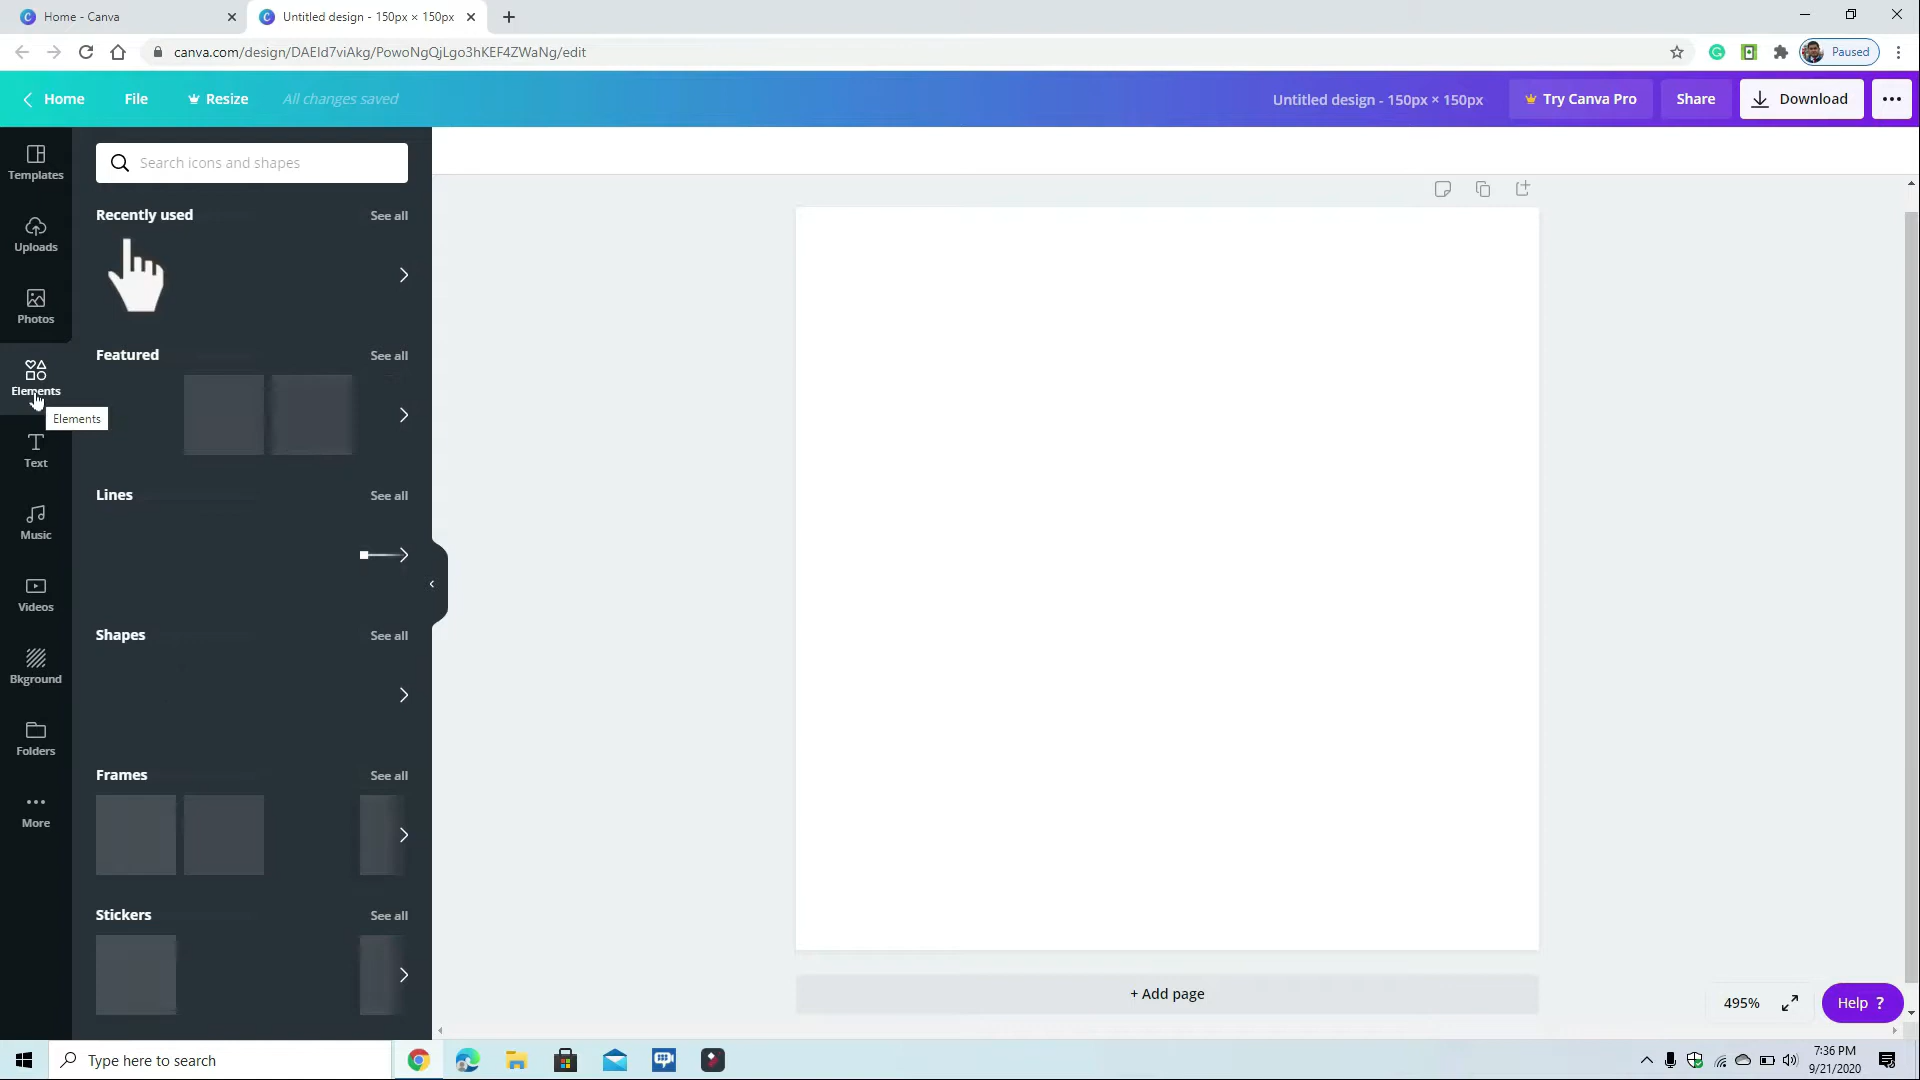 Home - Canva
Untitled design - 150px × 150px
canva.com/design/DAEId7viAkg/PowoNgQjLgo3hKEF4ZWaNg/edit
Paused
Home
File
Resize
All changes saved
Untitled design - 150px × 150px
Try Canva Pro
Share
Download
Templates
Uploads
Photos
Elements
Elements
Text
Music
Videos
Bkground
Folders
More
Search icons and shapes
Recently used
See all
Featured
See all
Lines
See all
Shapes
See all
Frames
See all
Stickers
See all
+ Add page
495%
Help ?
Type here to search
7:36 PM
9/21/2020